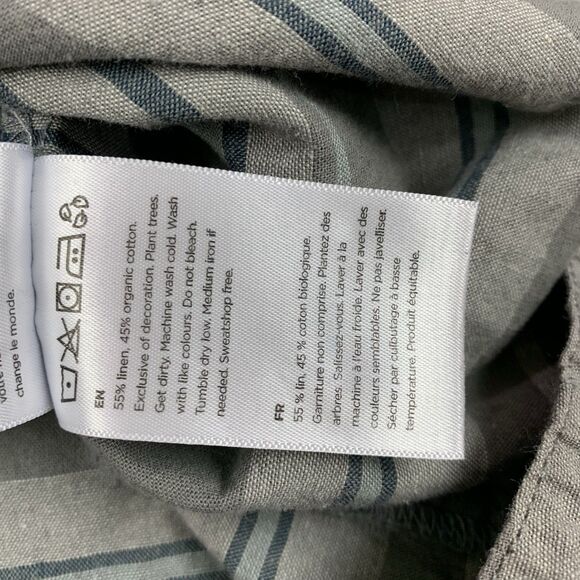 votre
change le monde.
EN
55% linen, 45% organic cotton.
Exclusive of decoration. Plant trees.
Get dirty. Machine wash cold. Wash
with like colours. Do not bleach.
Tumble dry low. Medium iron if
needed. Sweatshop free.
FR
55 % lin, 45 % coton biologique.
Garniture non comprise. Plantez des
arbres. Salissez-vous. Laver à la
machine à l'eau froide. Laver avec des
couleurs semblables. Ne pas javelliser.
Sécher par culbutage à basse
température. Produit équitable.